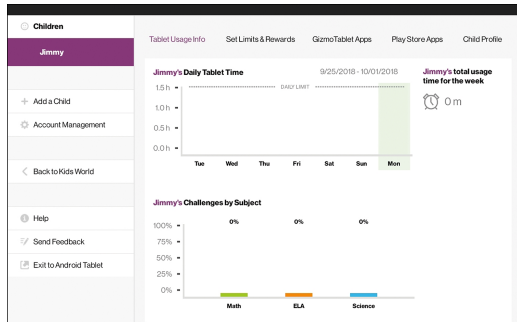 Children
Jimmy
Add a Child
Account Management
Back to Kids World
Help
Send Feedback
Exit to Android Tablet
Tablet Usage Info
Set Limits & Rewards
GizmoTablet Apps
Play Store Apps
Child Profile
Jimmy's Daily Tablet Time
9/25/2018 - 10/01/2018
1.5 h
DAILY LIMIT
1.0 h
0.5 h
0.0 h
Tue Wed Thu Fri Sat Sun Mon
Jimmy's total usage
time for the week
0 m
Jimmy's Challenges by Subject
0% 0% 0%
100%
75%
50%
25%
0%
Math ELA Science